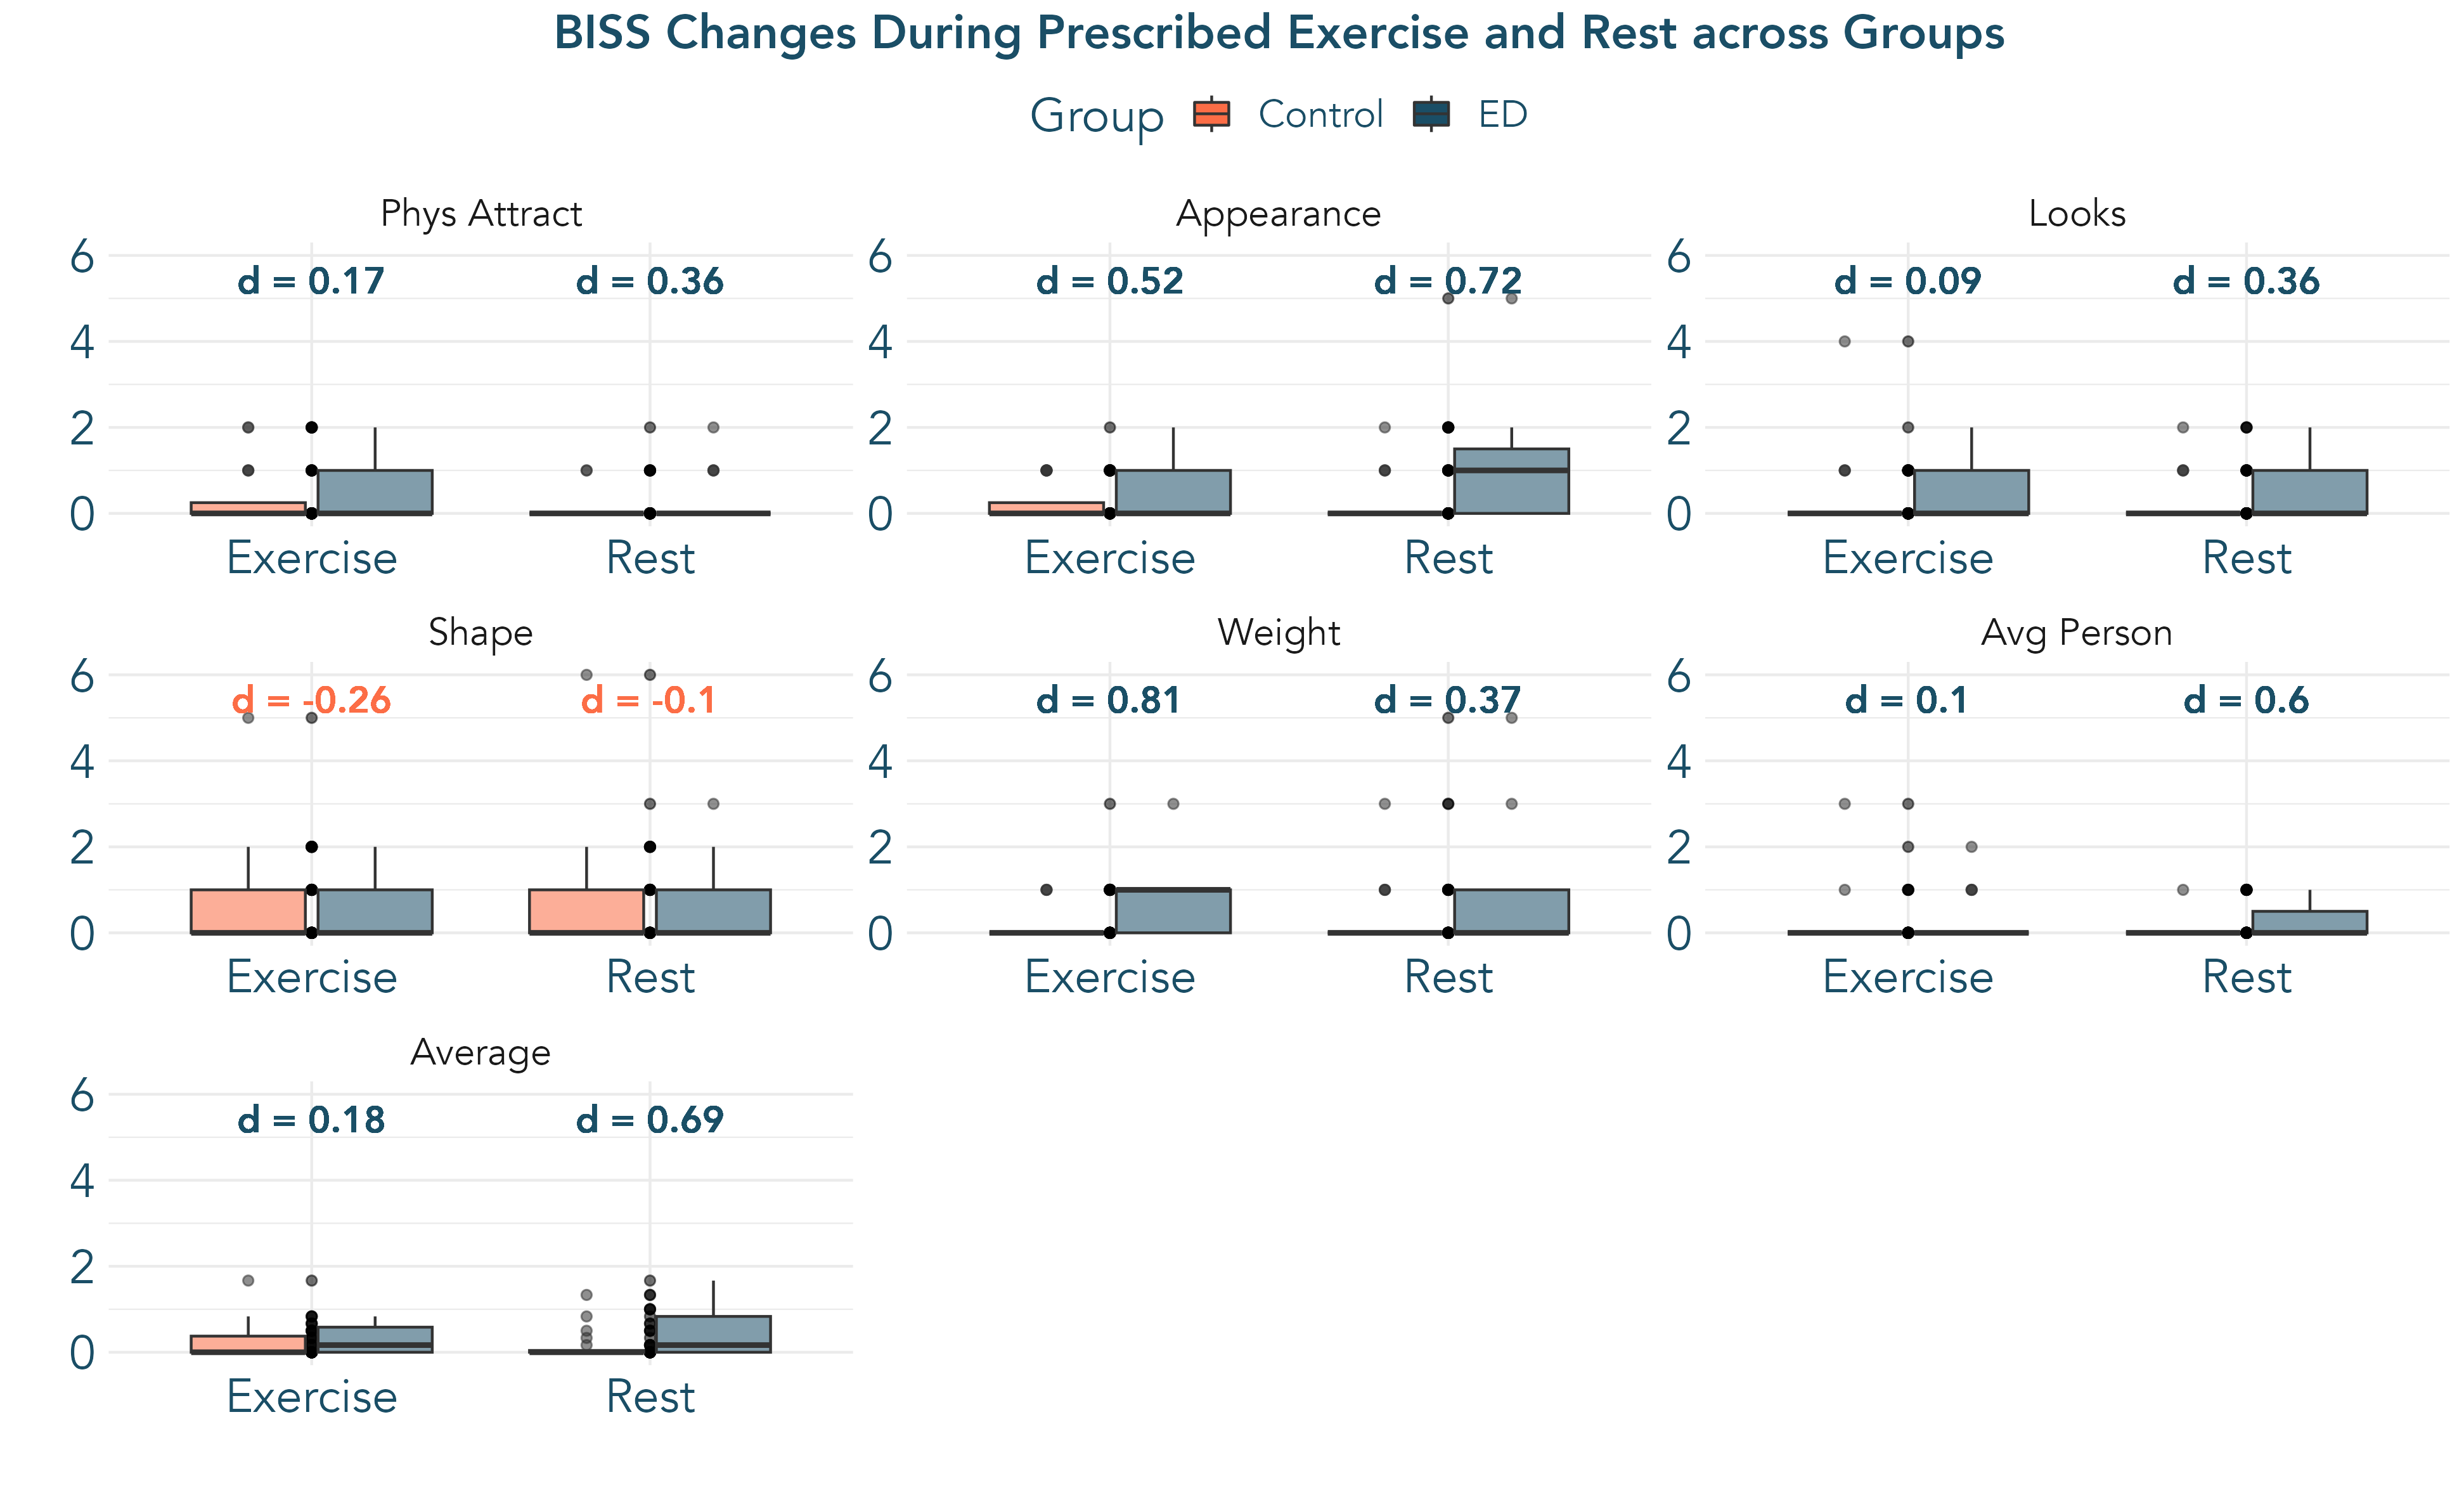 BISS Changes During Prescribed Exercise and Rest across Groups
Group Control ED
Phys Attract Appearance Looks
6 6 6
d = 0.17 d = 0.36 d = 0.52 d = 0.72 d = 0.09 d = 0.36
4 4 4
2 2 2
0 0 0
Exercise Rest Exercise Rest Exercise Rest
Shape Weight Avg Person
6 6 6
d = -0.26 d = -0.1 d = 0.81 d = 0.37 d = 0.1 d = 0.6
4 4 4
2 2 2
0 0 0
Exercise Rest Exercise Rest Exercise Rest
Average
6
d = 0.18 d = 0.69
4
2
0
Exercise Rest